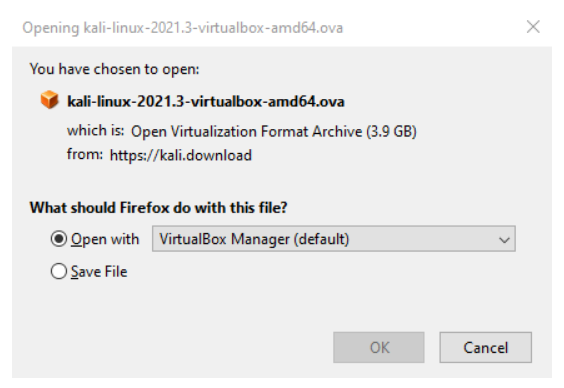 Opening kali-linux-2021.3-virtualbox-amd64.ova
You have chosen to open:
kali-linux-2021.3-virtualbox-amd64.ova
which is: Open Virtualization Format Archive (3.9 GB)
from: https://kali.download
What should Firefox do with this file?
Open with VirtualBox Manager (default)
Save File
OK Cancel